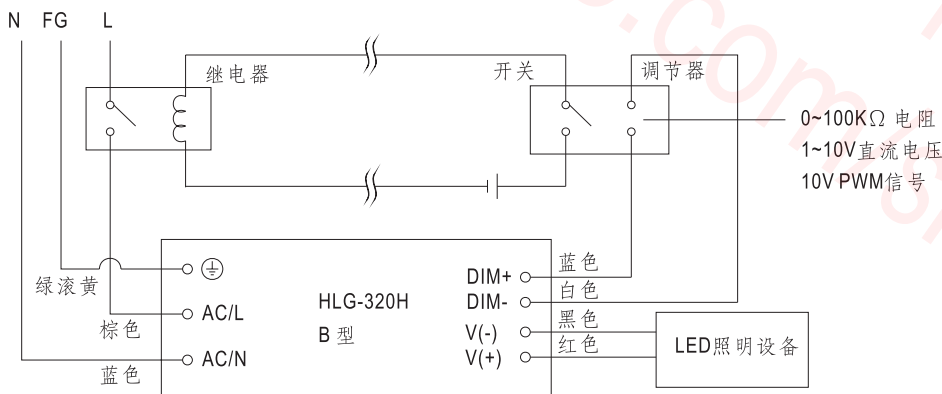 N FG L
继电器
开关
调节器
0~100KΩ 电阻
1~10V直流电压
10V PWM信号
绿滚黄
棕色
蓝色
AC/L
AC/N
HLG-320H
B 型
DIM+
DIM-
V(-)
V(+)
蓝色
白色
黑色
红色
LED照明设备
.com/s